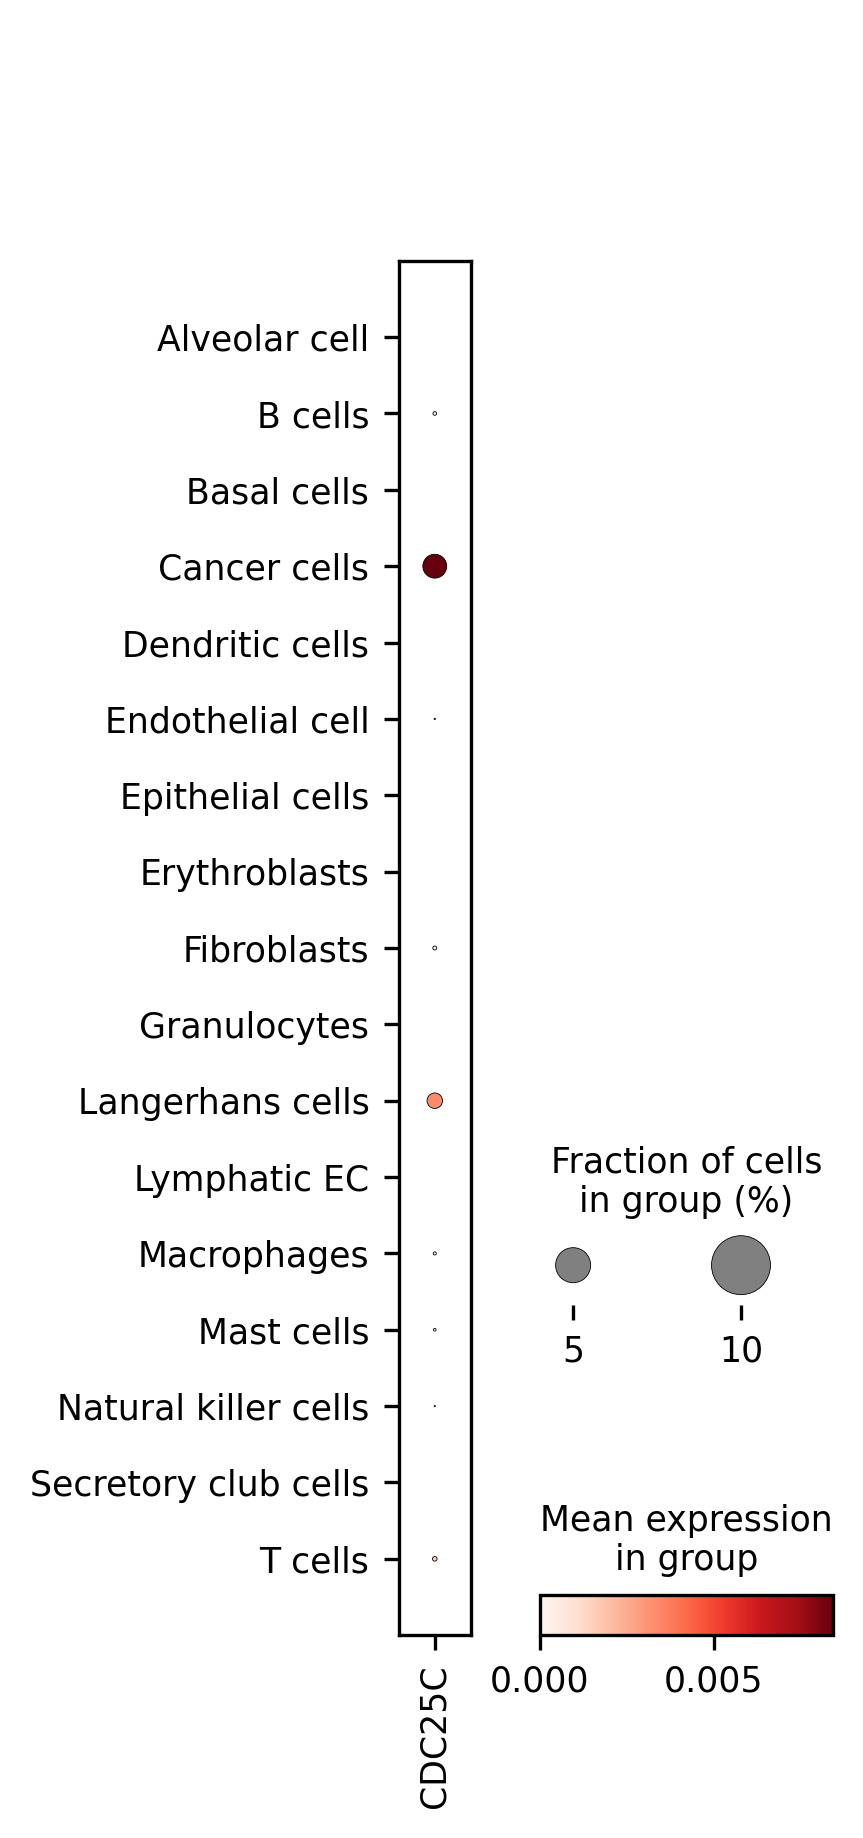 Alveolar cell
B cells
Basal cells
Cancer cells
Dendritic cells
Endothelial cell
Epithelial cells
Erythroblasts
Fibroblasts
Granulocytes
Langerhans cells
Lymphatic EC
Macrophages
Mast cells
Natural killer cells
Secretory club cells
T cells
CDC25C
Fraction of cells
in group (%)
5 10
Mean expression
in group
0.000 0.005